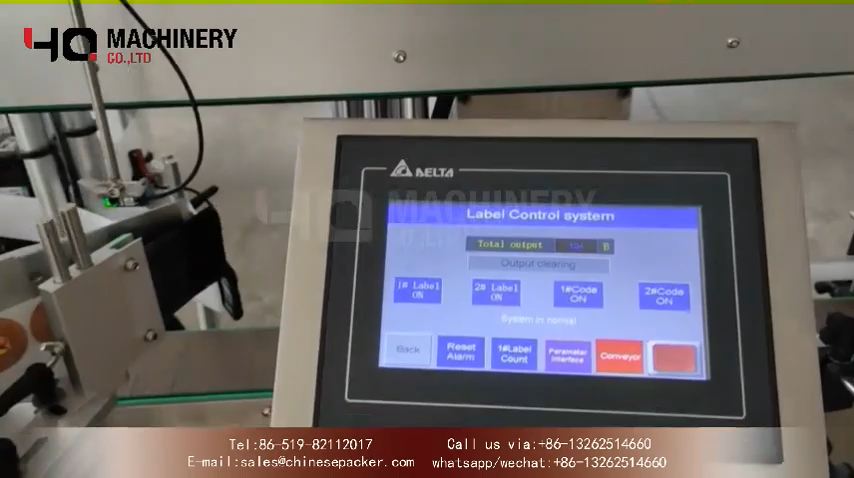 YQ MACHINERY
CO.,LTD
DELTA
MACHINERY
Label Control system
Total output B
Output clearing
1# Label ON
2# Label ON
1#Code ON
2#Code ON
System in normal
Back
Reset Alarm
1#Label Count
Parameter interface
Conveyor
Tel:86-519-82112017
Call us via:+86-13262514660
E-mail:sales@chinesepacker.com
whatsapp/wechat:+86-13262514660